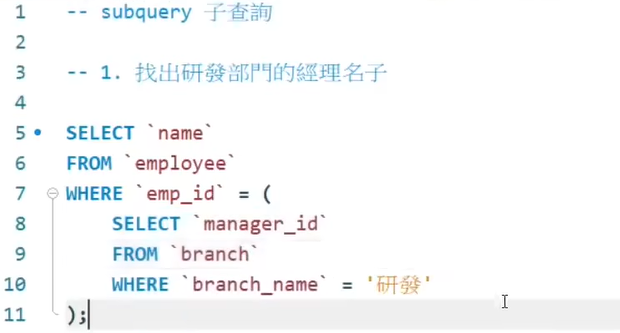 1 -- subquery 子查詢
2
3 -- 1. 找出研發部門的經理名子
4
5 SELECT `name`
6 FROM `employee`
7 WHERE `emp_id` = (
8 SELECT `manager_id`
9 FROM `branch`
10 WHERE `branch_name` = '研發'
11 );